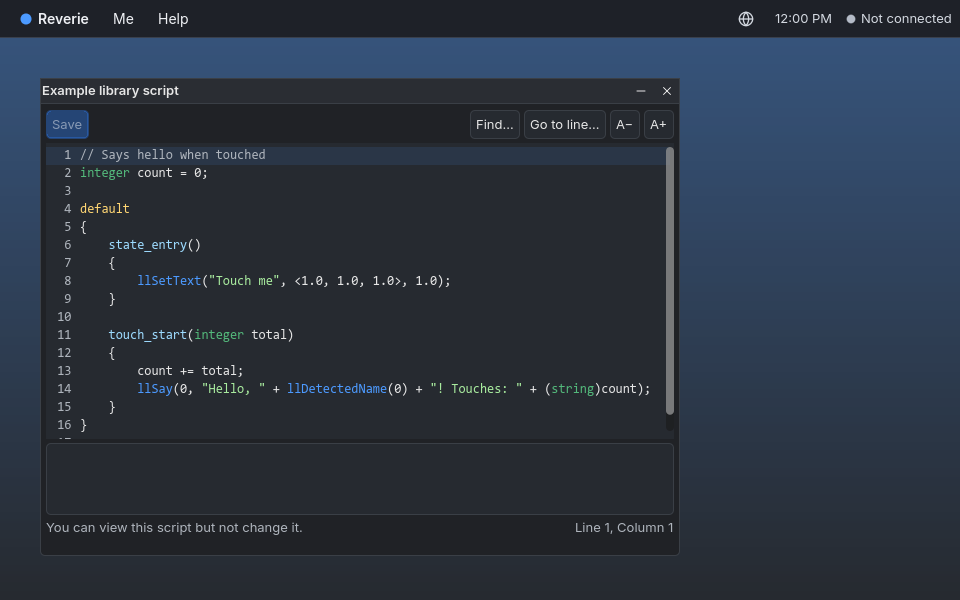 Reverie Me Help 12:00 PM Not connected
Example library script
Save Find... Go to line... A− A+
1 // Says hello when touched
2 integer count = 0;
3
4 default
5 {
6     state_entry()
7     {
8         llSetText("Touch me", <1.0, 1.0, 1.0>, 1.0);
9     }
10
11     touch_start(integer total)
12     {
13         count += total;
14         llSay(0, "Hello, " + llDetectedName(0) + "! Touches: " + (string)count);
15     }
16 }
You can view this script but not change it. Line 1, Column 1